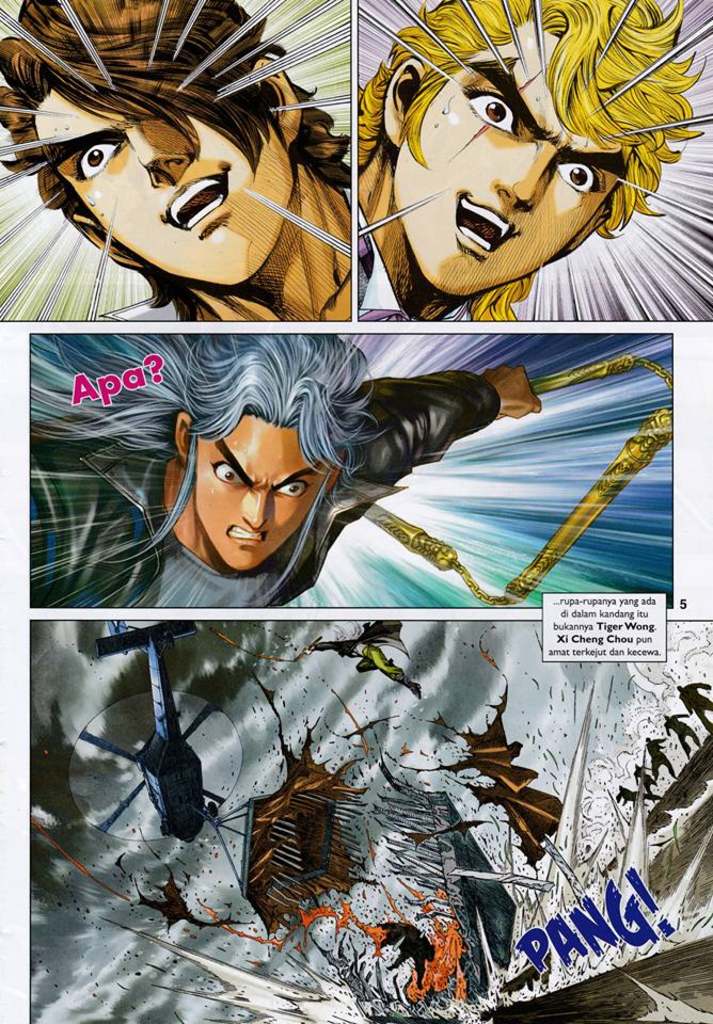 Apa?
...rupa-rupanya yang ada
di dalam kandang itu
bukannya Tiger Wong.
Xi Cheng Chou pun
amat terkejut dan kecewa.
5
PANG!